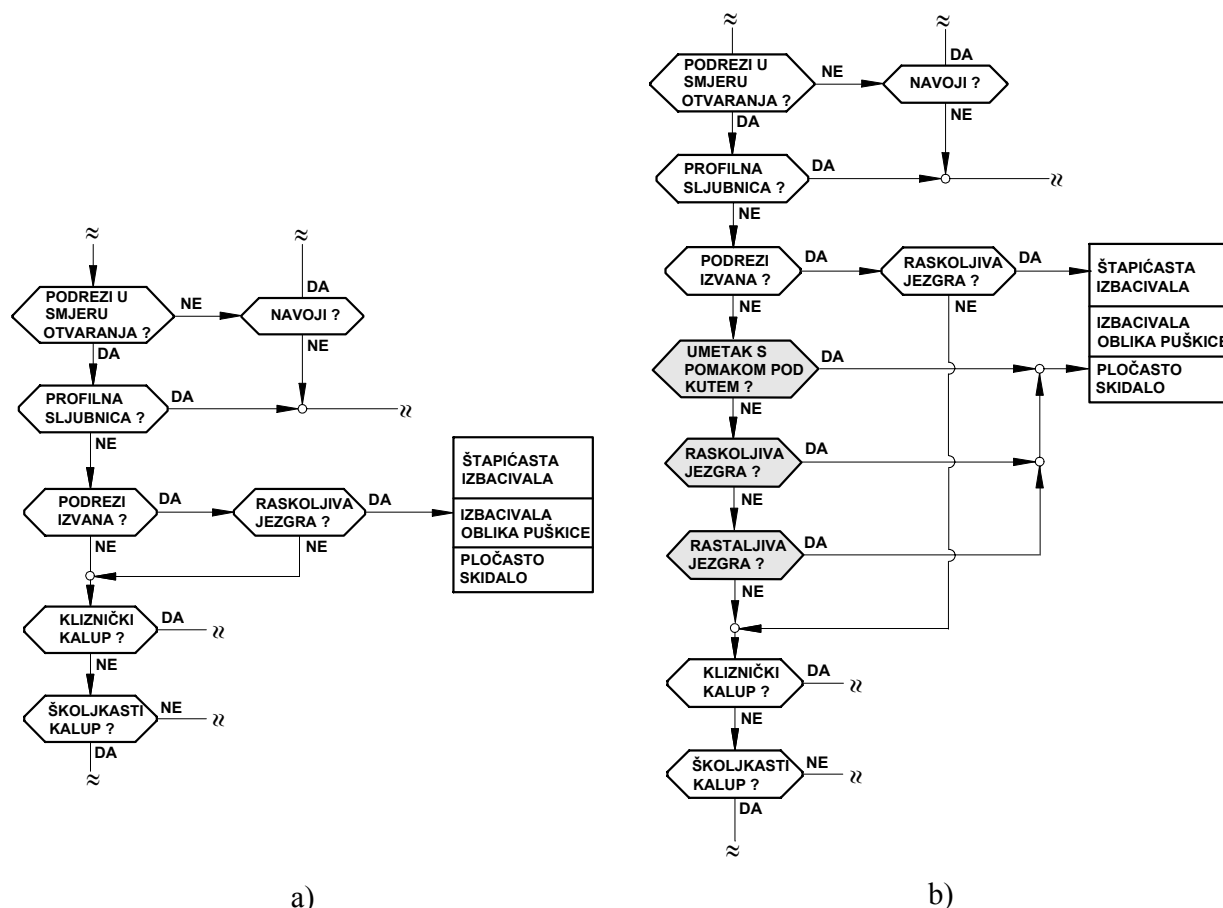 PODREZI U
SMJERU
OTVARANJA ?
NE
NAVOJI ?
DA
DA
NE
PROFILNA
SLJUBNICA ?
DA
NE
PODREZI
IZVANA ?
DA
RASKOLJIVA
JEZGRA ?
DA
ŠTAPIĆASTA
IZBACIVALA
IZBACIVALA
OBLIKA PUŠKICE
PLOČASTO
SKIDALO
NE
NE
KLIZNIČKI
KALUP ?
DA
NE
ŠKOLJKASTI
KALUP ?
NE
DA
a)
PODREZI U
SMJERU
OTVARANJA ?
NE
DA
NAVOJI ?
DA
NE
PROFILNA
SLJUBNICA ?
DA
NE
PODREZI
IZVANA ?
DA
RASKOLJIVA
JEZGRA ?
DA
ŠTAPIĆASTA
IZBACIVALA
IZBACIVALA
OBLIKA PUŠKICE
PLOČASTO
SKIDALO
NE
NE
UMETAK S
POMAKOM POD
KUTEM ?
DA
NE
RASKOLJIVA
JEZGRA ?
DA
NE
RASTALJIVA
JEZGRA ?
DA
NE
KLIZNIČKI
KALUP ?
DA
NE
ŠKOLJKASTI
KALUP ?
NE
DA
b)